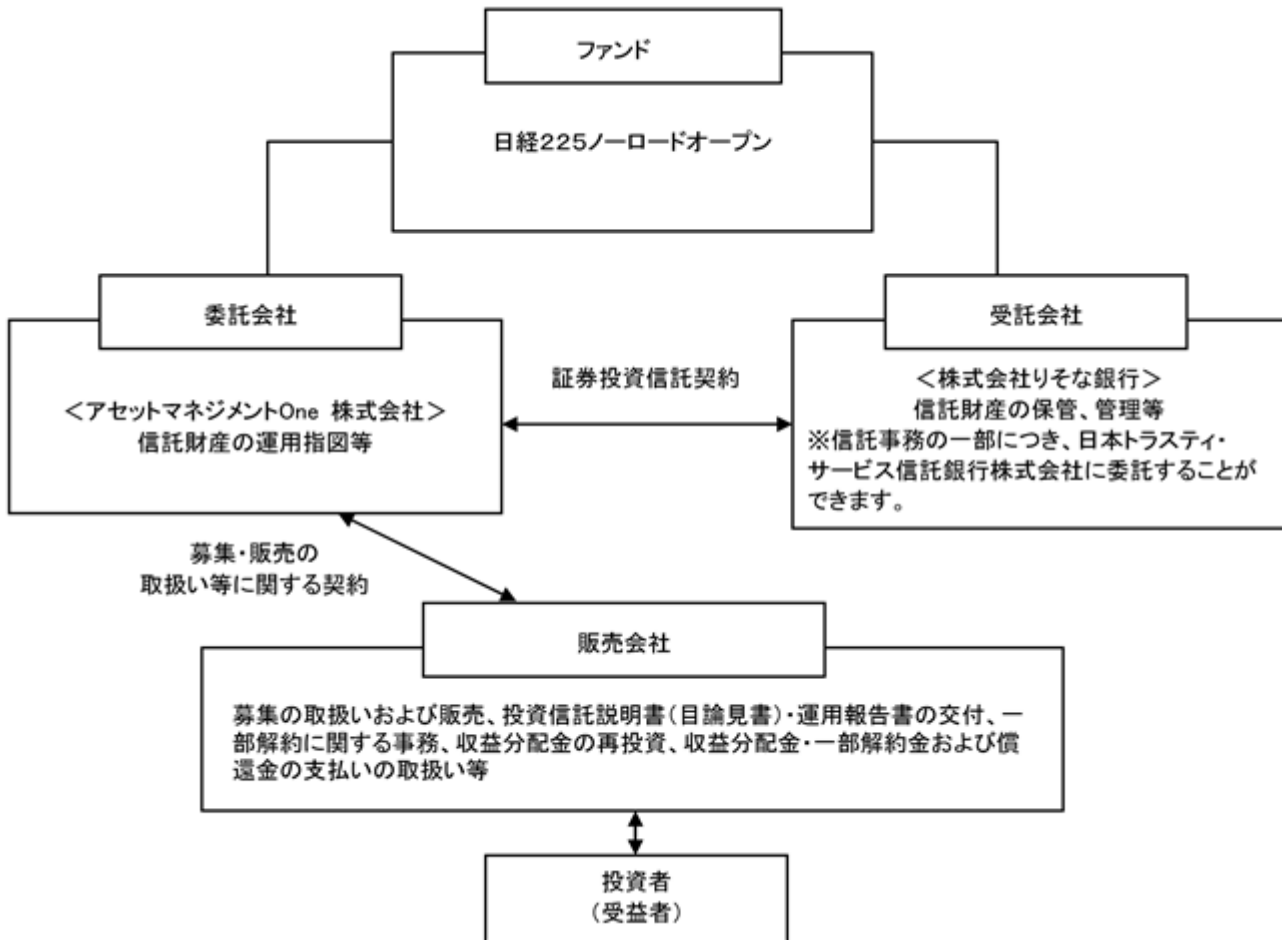 ファンド
日経225ノーロードオープン
委託会社
<アセットマネジメントOne 株式会社>
信託財産の運用指図等
証券投資信託契約
受託会社
<株式会社りそな銀行>
信託財産の保管、管理等
※信託事務の一部につき、日本トラスティ・
サービス信託銀行株式会社に委託することが
できます。
募集・販売の
取扱い等に関する契約
販売会社
募集の取扱いおよび販売、投資信託説明書(目論見書)・運用報告書の交付、一
部解約に関する事務、収益分配金の再投資、収益分配金・一部解約金および償
還金の支払いの取扱い等
投資者
(受益者)